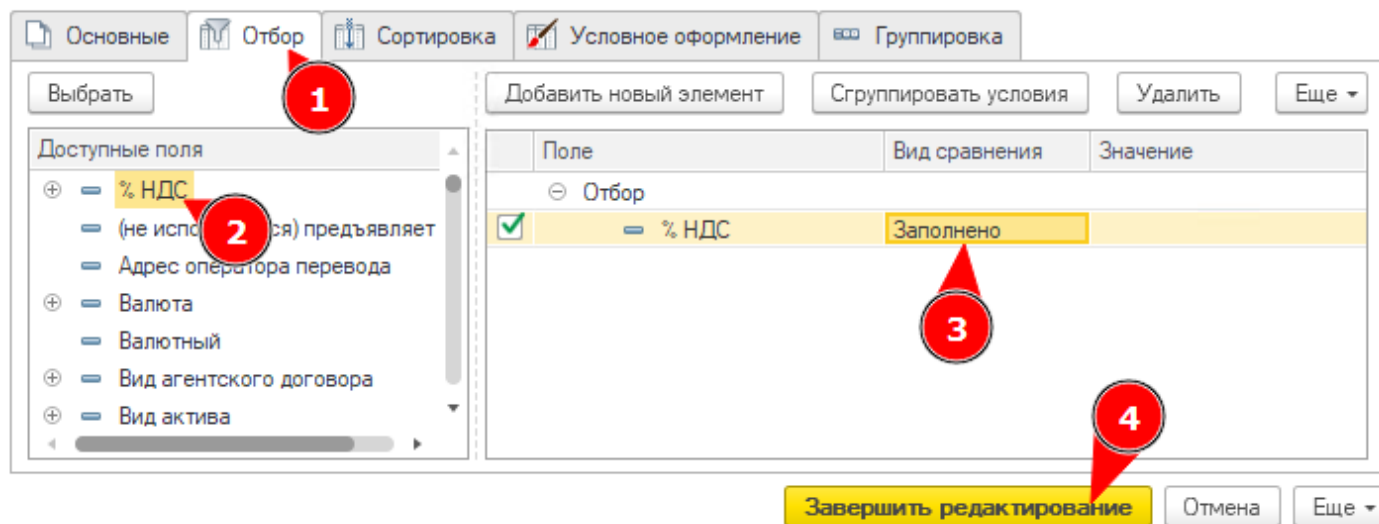 Основные Отбор Сортировка Условное оформление Группировка
1
Выбрать Добавить новый элемент Сгруппировать условия Удалить Еще
Доступные поля Поле Вид сравнения Значение
% НДС Отбор
2
(не испо ся) предъявляет % НДС Заполнено
Адрес оператора перевода
Валюта
3
Валютный
Вид агентского договора
Вид актива
4
Завершить редактирование Отмена Еще